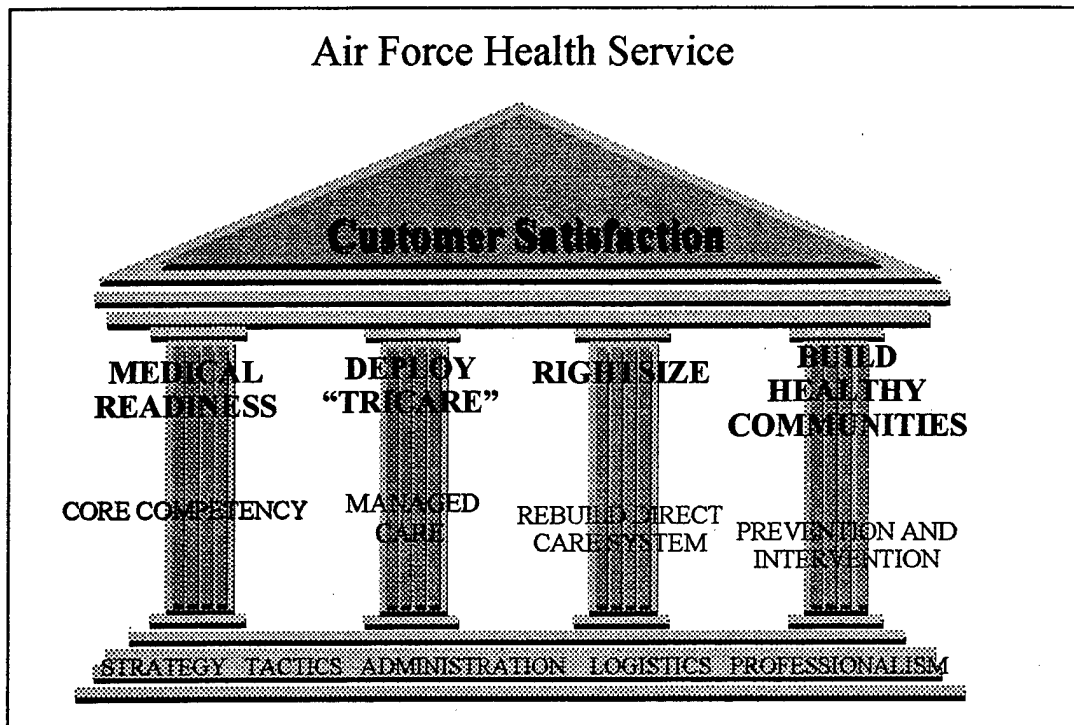 Air Force Health Service
Customer Satisfaction
MEDICAL
READINESS
DEPLOY
“TRICARE”
RIGHTSIZE
BUILD
HEALTHY
COMMUNITIES
CORE COMPETENCY
MANAGED
CARE
REBUILD DIRECT
CARE SYSTEM
PREVENTION AND
INTERVENTION
STRATEGY TACTICS ADMINISTRATION LOGISTICS PROFESSIONALISM